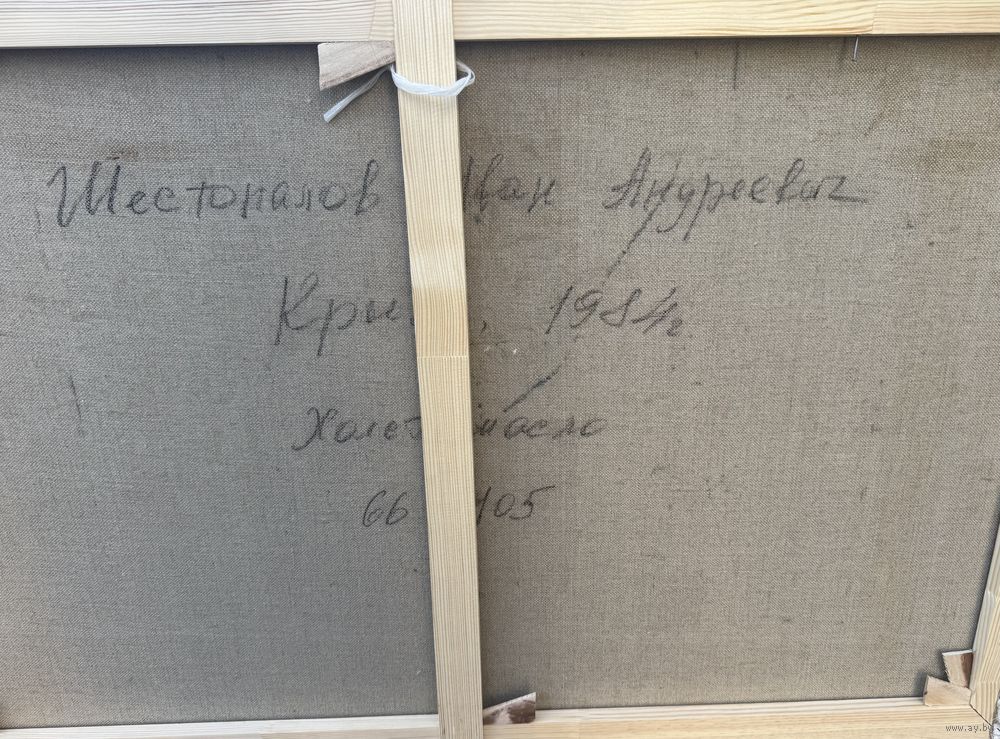 Шестопалов Иван Андреевич
Крым, 1984г.
Холст масло
66 105
www.ay.by